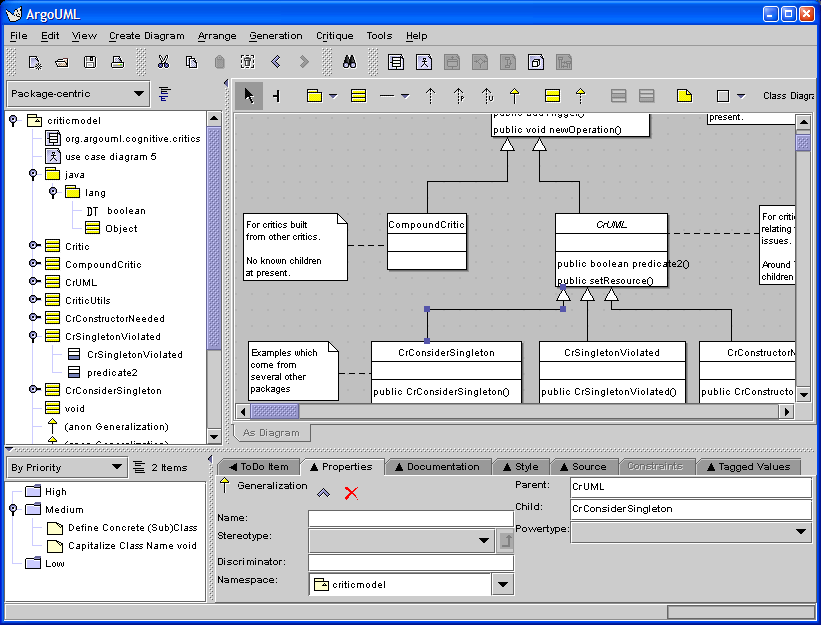 ArgoUML
File Edit View Create Diagram Arrange Generation Critique Tools Help
Package-centric
Class Diagra
criticmodel
org.argouml.cognitive.critics
use case diagram 5
java
lang
DT boolean
Object
Critic
CompoundCritic
CrUML
CriticUtils
CrConstructorNeeded
CrSingletonViolated
CrSingletonViolated
predicate2
CrConsiderSingleton
void
(anon Generalization)
(anon Generalization)
public void newOperation()
present.
For critics built
from other critics.
No known children
at present.
CompoundCritic
CrUML
public boolean predicate2()
public setResource()
For critic
relating
issues.
Around
children
Examples which
come from
several other
packages
CrConsiderSingleton
public CrConsiderSingleton()
CrSingletonViolated
public CrSingletonViolated()
CrConstructorN
public CrConstructo
As Diagram
By Priority
2 Items
High
Medium
Define Concrete (Sub)Class
Capitalize Class Name void
Low
ToDo Item Properties Documentation Style Source Constraints Tagged Values
Generalization
Name:
Stereotype:
Discriminator:
Namespace: criticmodel
Parent: CrUML
Child: CrConsiderSingleton
Powertype: